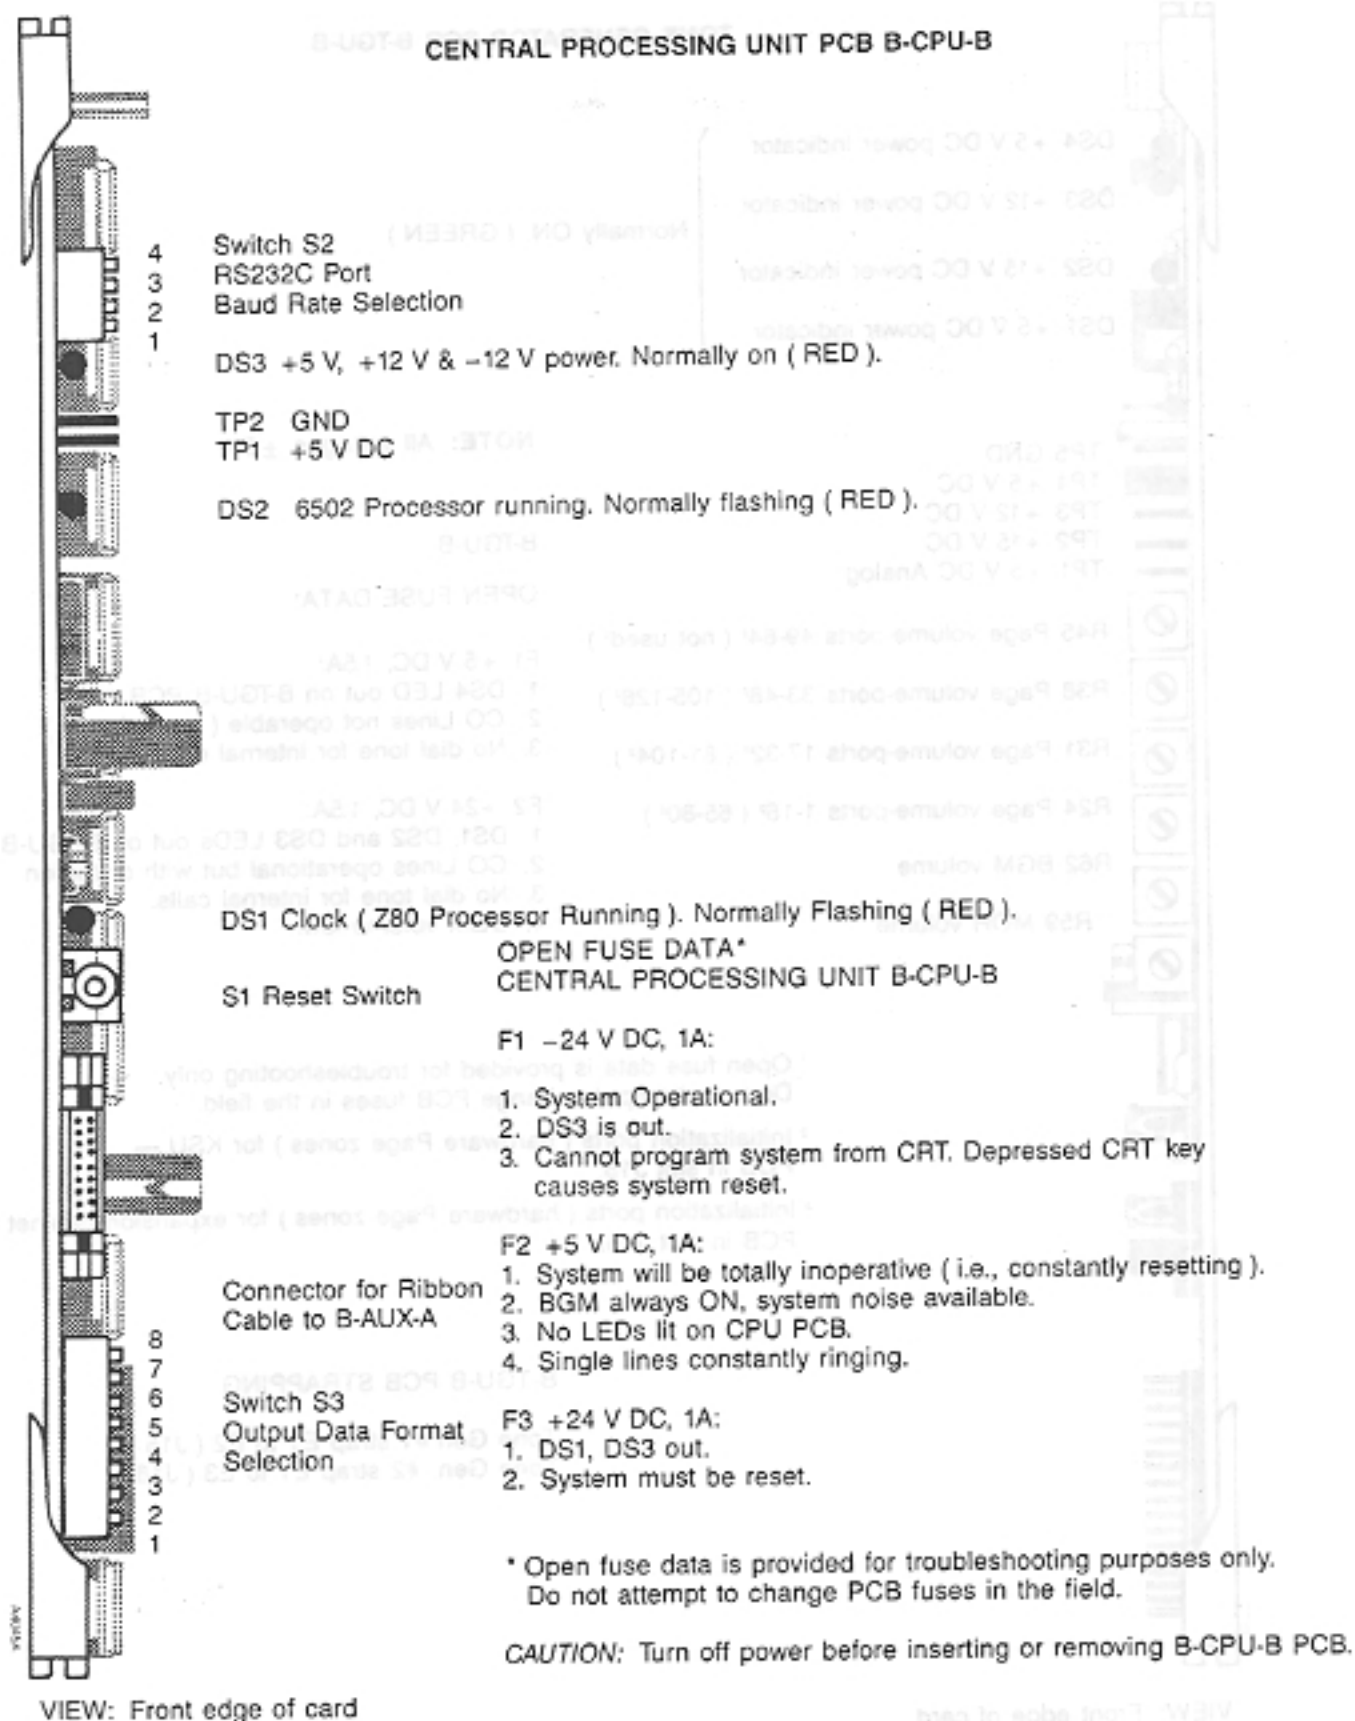 CENTRAL PROCESSING UNIT PCB B-CPU-B
4
3
2
1
Switch S2
RS232C Port
Baud Rate Selection
DS3 +5 V, +12 V & –12 V power. Normally on ( RED ).
TP2 GND
TP1 +5 V DC
DS2 6502 Processor running. Normally flashing ( RED ).
DS1 Clock ( Z80 Processor Running ). Normally Flashing ( RED ).
OPEN FUSE DATA*
CENTRAL PROCESSING UNIT B-CPU-B
S1 Reset Switch
F1 –24 V DC, 1A:
1. System Operational.
2. DS3 is out.
3. Cannot program system from CRT. Depressed CRT key
causes system reset.
F2 +5 V DC, 1A:
1. System will be totally inoperative ( i.e., constantly resetting ).
2. BGM always ON, system noise available.
3. No LEDs lit on CPU PCB.
4. Single lines constantly ringing.
Connector for Ribbon
Cable to B-AUX-A
8
7
6
5
4
3
2
1
Switch S3
Output Data Format
Selection
F3 +24 V DC, 1A:
1. DS1, DS3 out.
2. System must be reset.
* Open fuse data is provided for troubleshooting purposes only.
Do not attempt to change PCB fuses in the field.
CAUTION: Turn off power before inserting or removing B-CPU-B PCB.
VIEW: Front edge of card